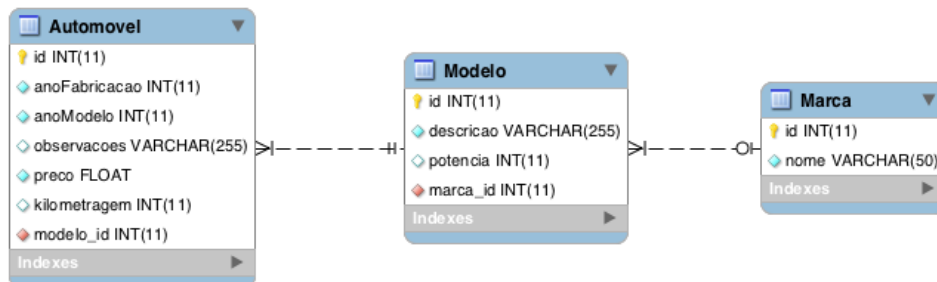 Automovel
id INT(11)
anoFabricacao INT(11)
anoModelo INT(11)
observacoes VARCHAR(255)
preco FLOAT
kilometragem INT(11)
modelo_id INT(11)
Indexes
Modelo
id INT(11)
descricao VARCHAR(255)
potencia INT(11)
marca_id INT(11)
Indexes
Marca
id INT(11)
nome VARCHAR(50)
Indexes